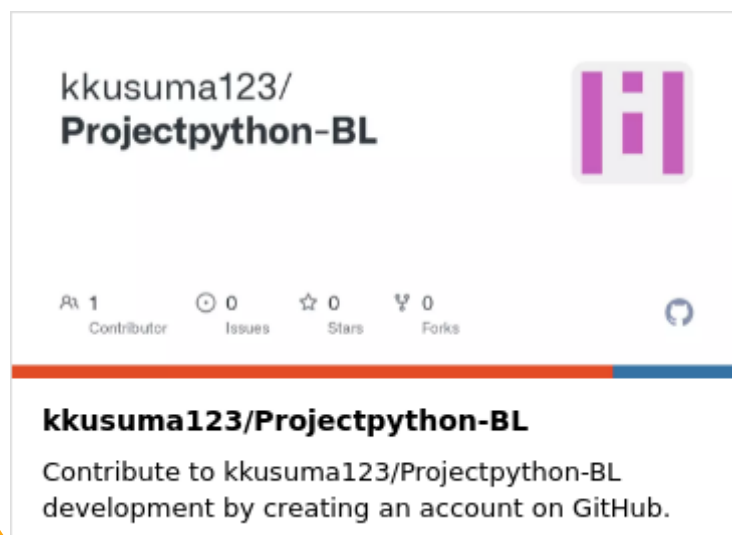 kkusuma123/
Projectpython-BL
1
Contributor
0
Issues
0
Stars
0
Forks
kkusuma123/Projectpython-BL
Contribute to kkusuma123/Projectpython-BL
development by creating an account on GitHub.